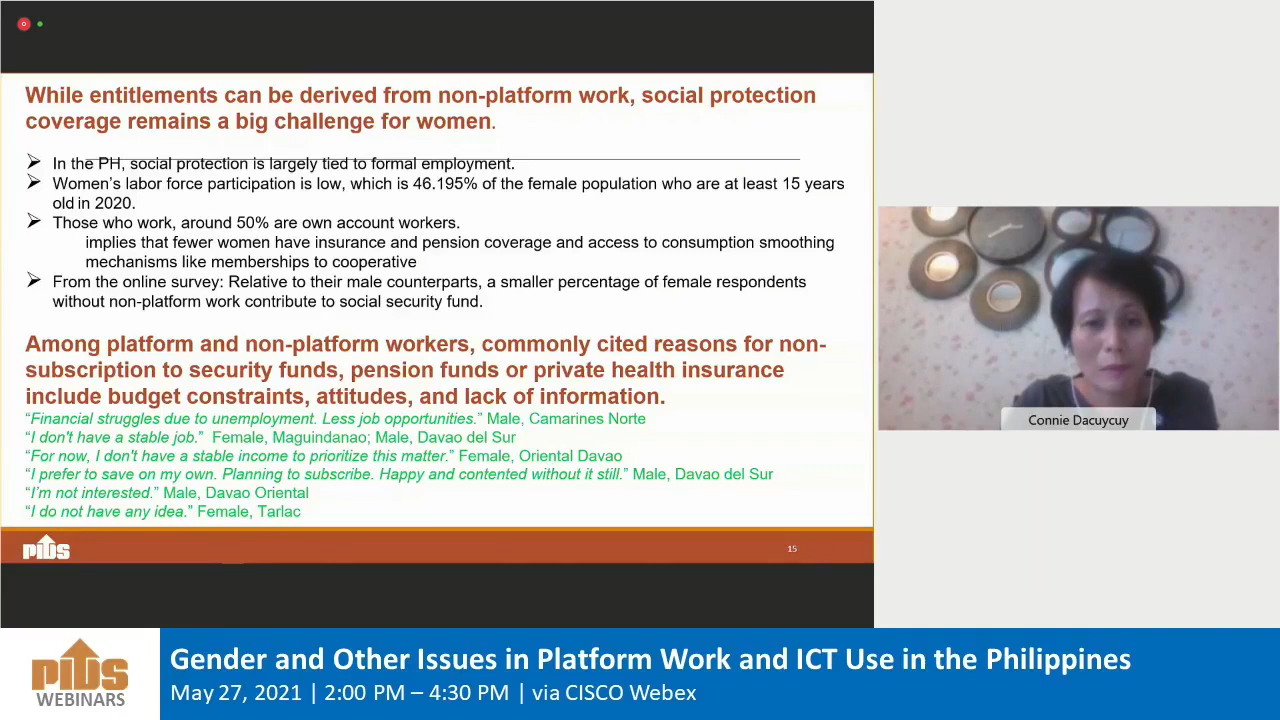 While entitlements can be derived from non-platform work, social protection
coverage remains a big challenge for women.
In the PH, social protection is largely tied to formal employment.
Women's labor force participation is low, which is 46.195% of the female population who are at least 15 years
old in 2020.
Those who work, around 50% are own account workers.
implies that fewer women have insurance and pension coverage and access to consumption smoothing
mechanisms like memberships to cooperative
From the online survey: Relative to their male counterparts, a smaller percentage of female respondents
without non-platform work contribute to social security fund.
Among platform and non-platform workers, commonly cited reasons for non-
subscription to security funds, pension funds or private health insurance
include budget constraints, attitudes, and lack of information.
“Financial struggles due to unemployment. Less job opportunities.” Male, Camarines Norte
“I don't have a stable job.” Female, Maguindanao; Male, Davao del Sur
“For now, I don't have a stable income to prioritize this matter.” Female, Oriental Davao
“I prefer to save on my own. Planning to subscribe. Happy and contented without it still.” Male, Davao del Sur
“I'm not interested.” Male, Davao Oriental
“I do not have any idea.” Female, Tarlac
PIDS
15
Connie Dacuycuy
PIDS
WEBINARS
Gender and Other Issues in Platform Work and ICT Use in the Philippines
May 27, 2021 | 2:00 PM – 4:30 PM | via CISCO Webex